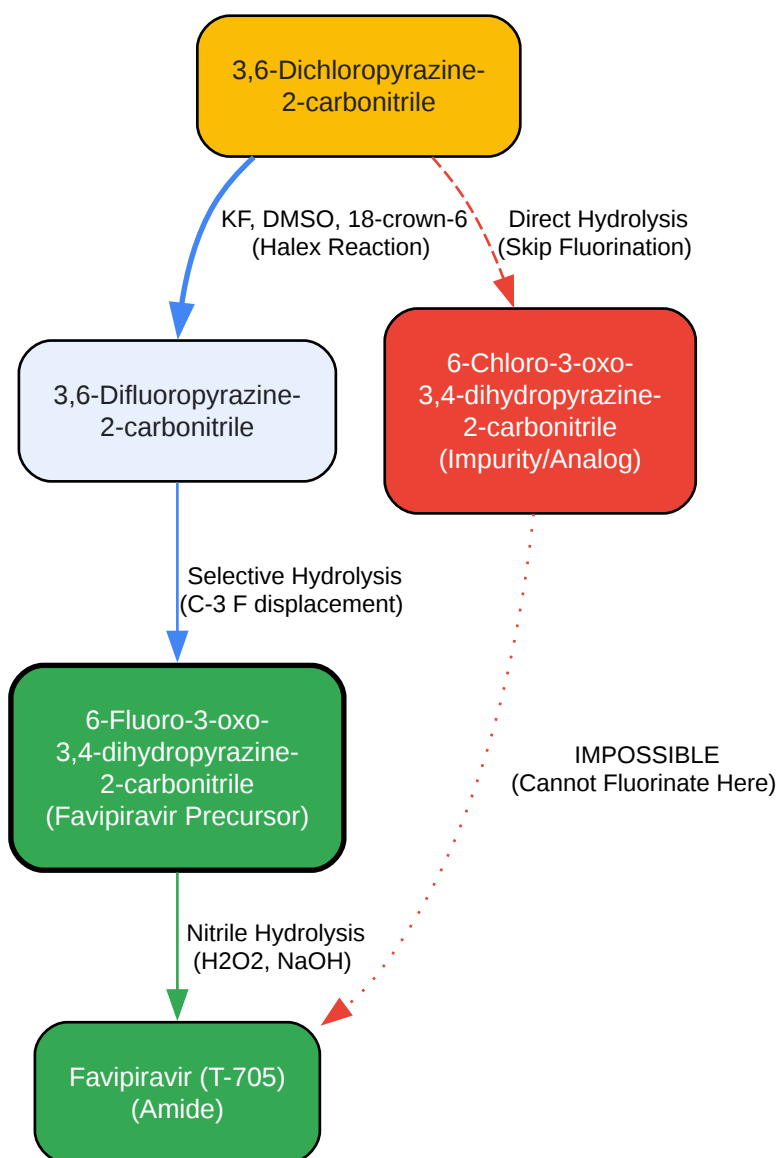 3,6-Dichloropyrazine-
2-carbonitrile
KF, DMSO, 18-crown-6
(Halex Reaction)
Direct Hydrolysis
(Skip Fluorination)
3,6-Difluoropyrazine-
2-carbonitrile
6-Chloro-3-oxo-
3,4-dihydropyrazine-
2-carbonitrile
(Impurity/Analog)
Selective Hydrolysis
(C-3 F displacement)
6-Fluoro-3-oxo-
3,4-dihydropyrazine-
2-carbonitrile
(Favipiravir Precursor)
IMPOSSIBLE
(Cannot Fluorinate Here)
Nitrile Hydrolysis
(H2O2, NaOH)
Favipiravir (T-705)
(Amide)